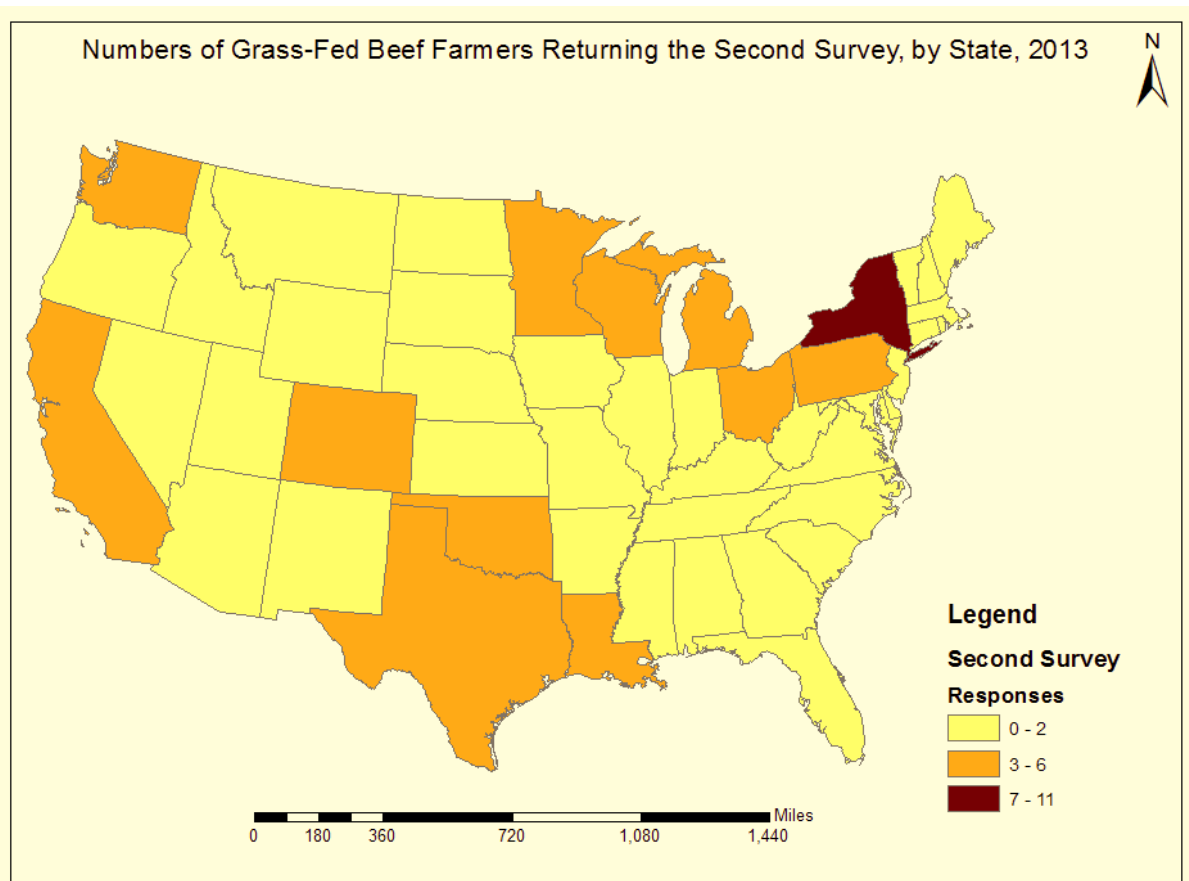 Numbers of Grass-Fed Beef Farmers Returning the Second Survey, by State, 2013
N
Legend
Second Survey
Responses
0 - 2
3 - 6
7 - 11
Miles
0 180 360 720 1,080 1,440